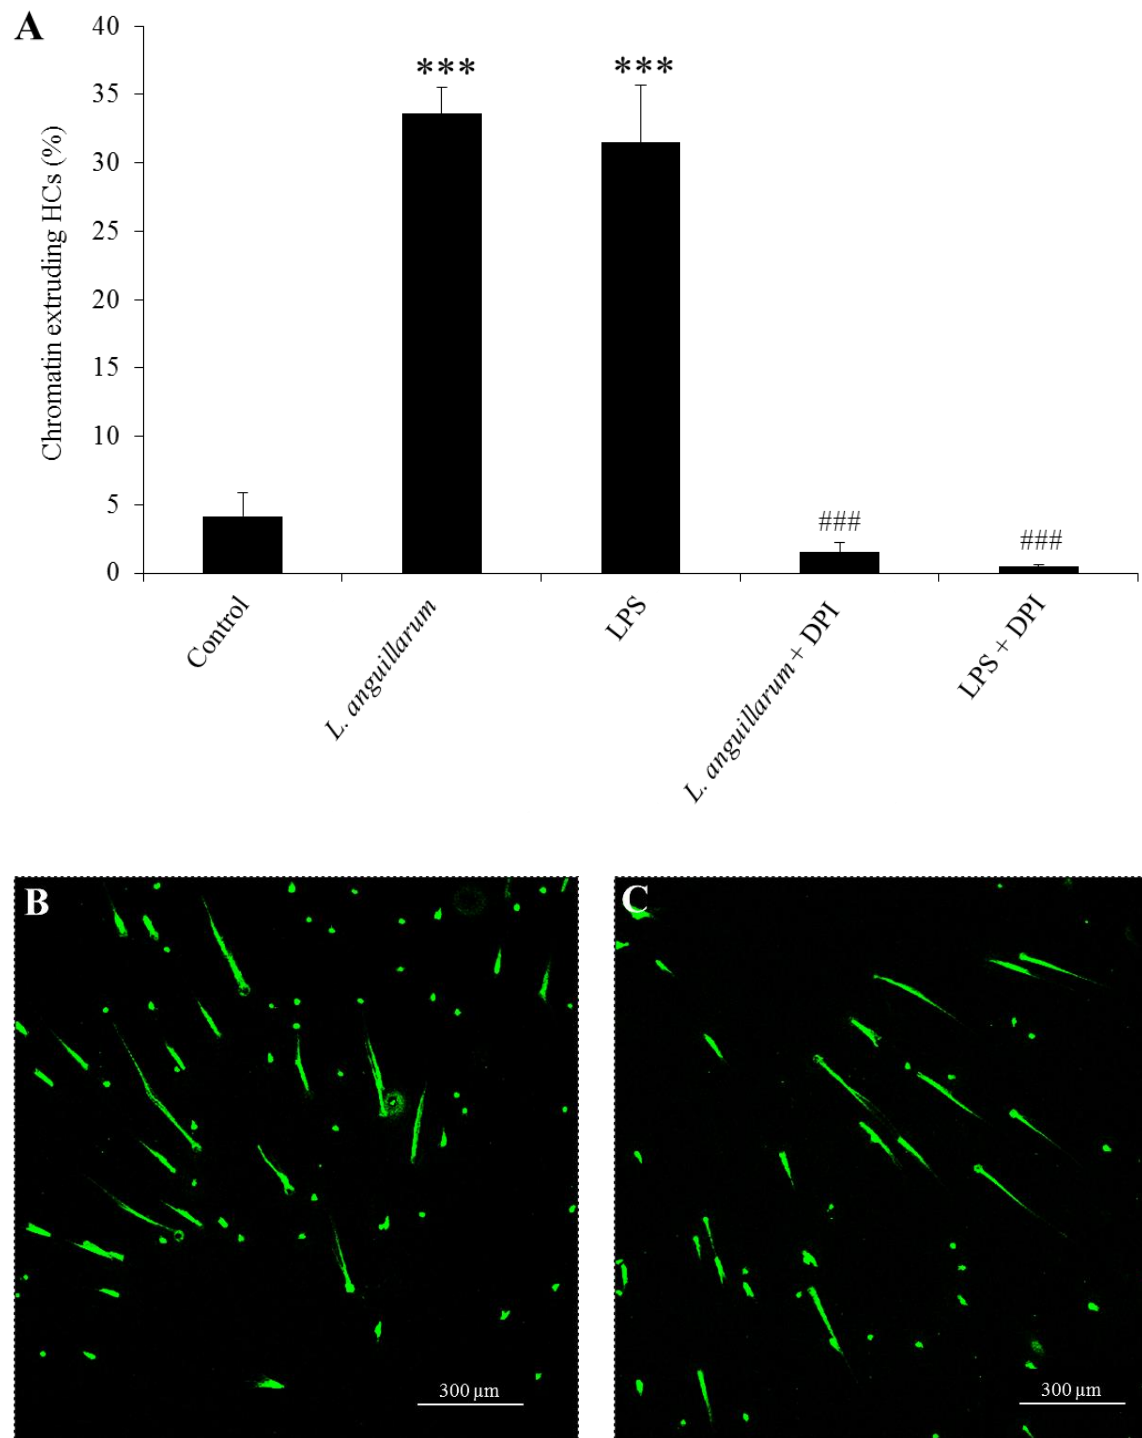 A
40
35
30
25
20
15
10
5
0
Chromatin extruding HCs (%)
***
***
###
###
Control
L. anguillarum
LPS
L. anguillarum + DPI
LPS + DPI
B
300 µm
C
300 µm